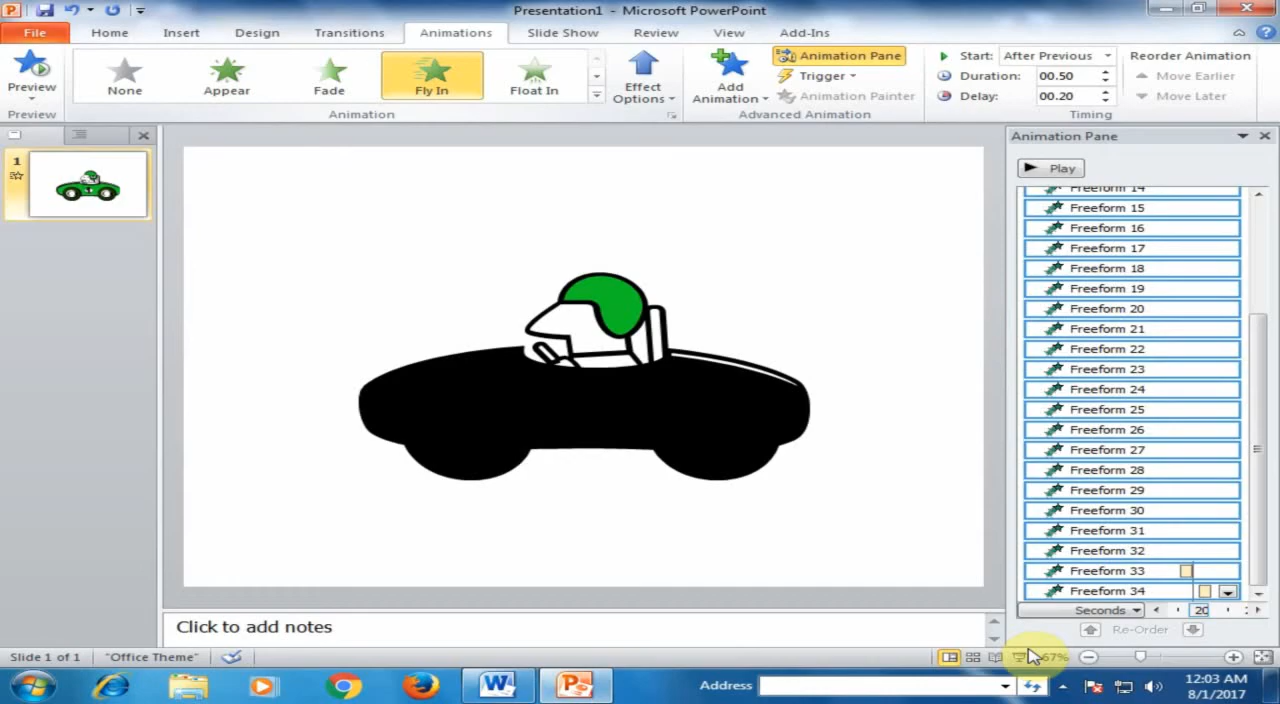 Presentation1 - Microsoft PowerPoint
File Home Insert Design Transitions Animations Slide Show Review View Add-Ins
Preview
Preview
None
Appear
Fade
Fly In
Float In
Animation
Effect Options
Add Animation
Animation Pane
Trigger
Animation Painter
Advanced Animation
Start: After Previous
Duration: 00.50
Delay: 00.20
Timing
Reorder Animation
Move Earlier
Move Later
1
Animation Pane
Play
Freeform 14
Freeform 15
Freeform 16
Freeform 17
Freeform 18
Freeform 19
Freeform 20
Freeform 21
Freeform 22
Freeform 23
Freeform 24
Freeform 25
Freeform 26
Freeform 27
Freeform 28
Freeform 29
Freeform 30
Freeform 31
Freeform 32
Freeform 33
Freeform 34
Seconds 20
Re-Order
Click to add notes
Slide 1 of 1 "Office Theme" 67%
Address
12:03 AM
8/1/2017